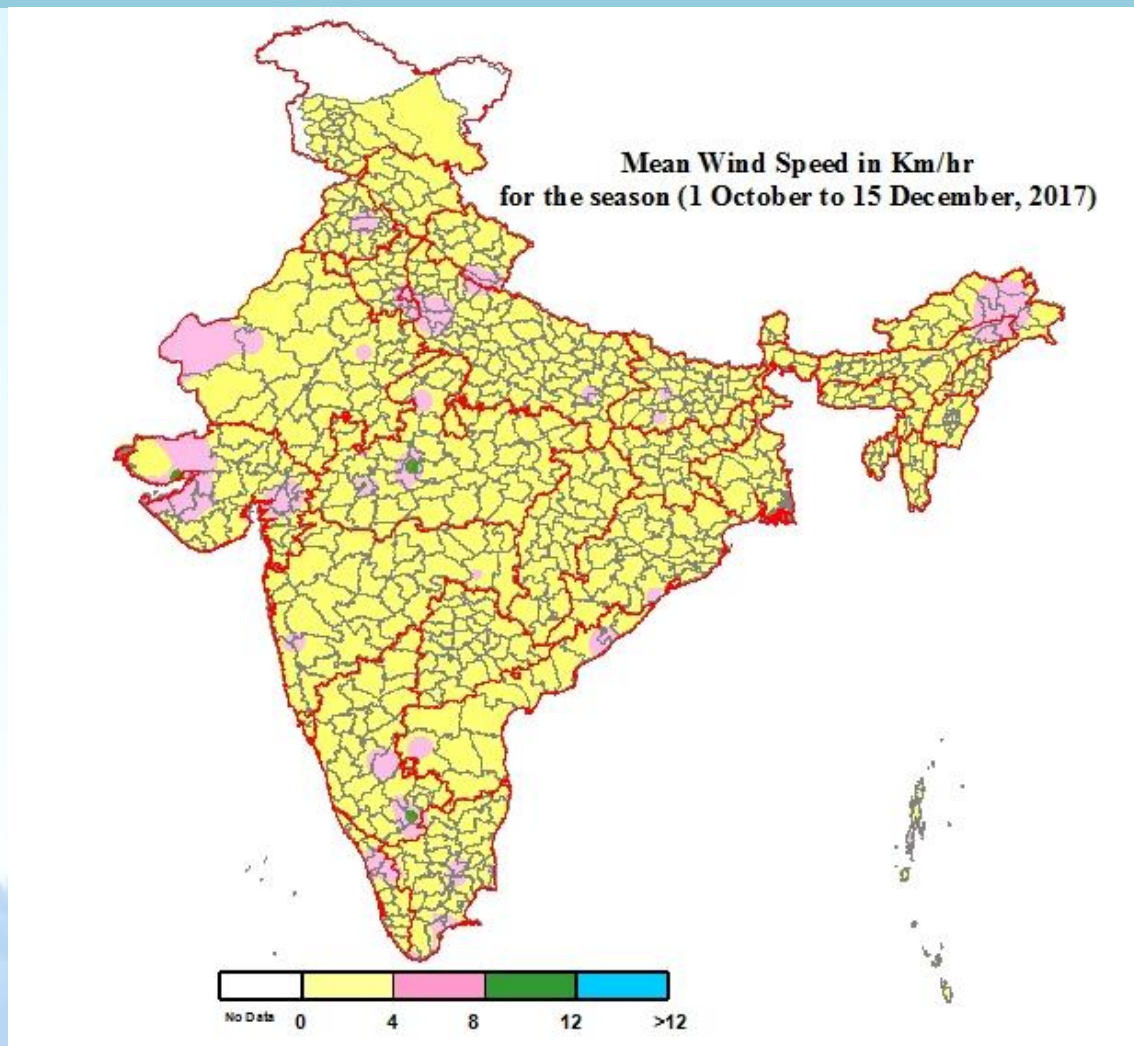 Mean Wind Speed in Km/hr
for the season (1 October to 15 December, 2017)
No Data 0 4 8 12 >12